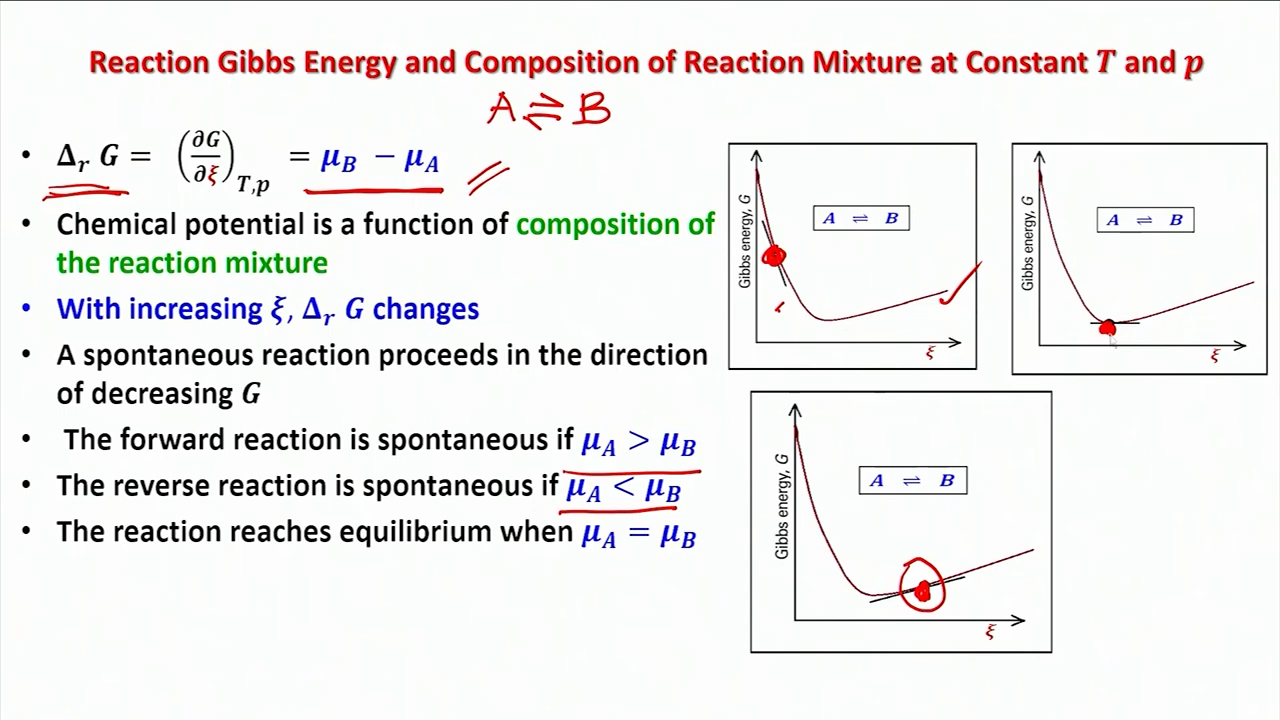 Reaction Gibbs Energy and Composition of Reaction Mixture at Constant T and p
A ⇌ B
• Δr G = (∂G/∂ξ)T,p = μB − μA
• Chemical potential is a function of composition of
the reaction mixture
• With increasing ξ, Δr G changes
• A spontaneous reaction proceeds in the direction
of decreasing G
• The forward reaction is spontaneous if μA > μB
• The reverse reaction is spontaneous if μA < μB
• The reaction reaches equilibrium when μA = μB
Gibbs energy, G
A ⇌ B
ξ
Gibbs energy, G
A ⇌ B
ξ
Gibbs energy, G
A ⇌ B
ξ